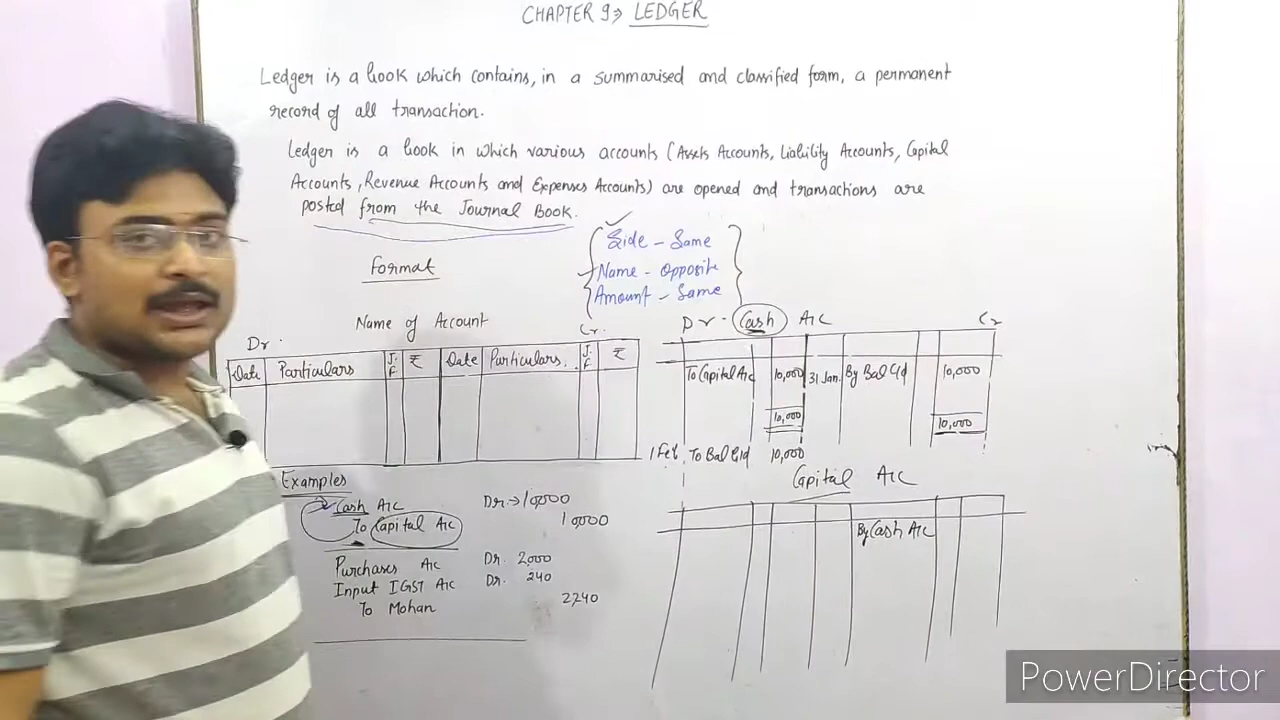 CHAPTER 9⇒ LEDGER
Ledger is a book which contains, in a summarised and classified form, a permanent
record of all transaction.
Ledger is a book in which various accounts (Assets Accounts, Liability Accounts, Capital
Accounts, Revenue Accounts and Expenses Accounts) are opened and transactions are
posted from the Journal Book.
Side - Same
Name - Opposite
Amount - Same
Format
Name of Account
Dr. Cr.
Date Particulars J.F ₹ Date Particulars. J.F ₹
Examples
Cash A/c Dr.→ 10,000
To Capital A/c 10,000
Purchases A/c Dr. 2000
Input IGST A/c Dr. 240
To Mohan 2240
Dr. Cash A/c Cr
To Capital A/c 10,000 31 Jan. By Bal c/d 10,000
10,000 10,000
1 Feb. To Bal b/d 10,000
Capital A/c
By Cash A/c
PowerDirector